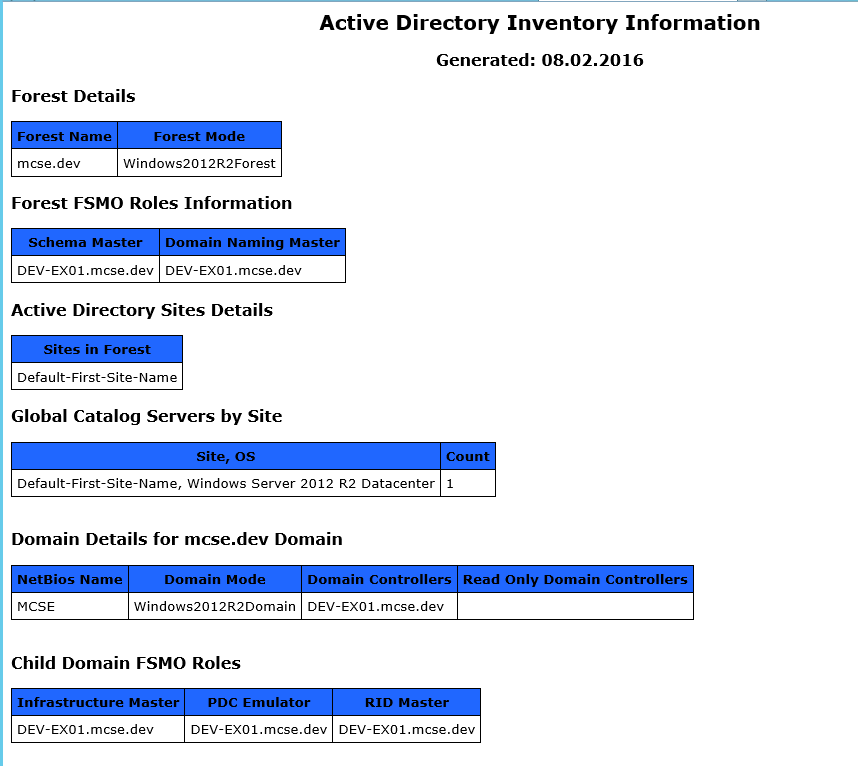 Active Directory Inventory Information
Generated: 08.02.2016
Forest Details
Forest Name Forest Mode
mcse.dev Windows2012R2Forest
Forest FSMO Roles Information
Schema Master Domain Naming Master
DEV-EX01.mcse.dev DEV-EX01.mcse.dev
Active Directory Sites Details
Sites in Forest
Default-First-Site-Name
Global Catalog Servers by Site
Site, OS Count
Default-First-Site-Name, Windows Server 2012 R2 Datacenter 1
Domain Details for mcse.dev Domain
NetBios Name Domain Mode Domain Controllers Read Only Domain Controllers
MCSE Windows2012R2Domain DEV-EX01.mcse.dev
Child Domain FSMO Roles
Infrastructure Master PDC Emulator RID Master
DEV-EX01.mcse.dev DEV-EX01.mcse.dev DEV-EX01.mcse.dev